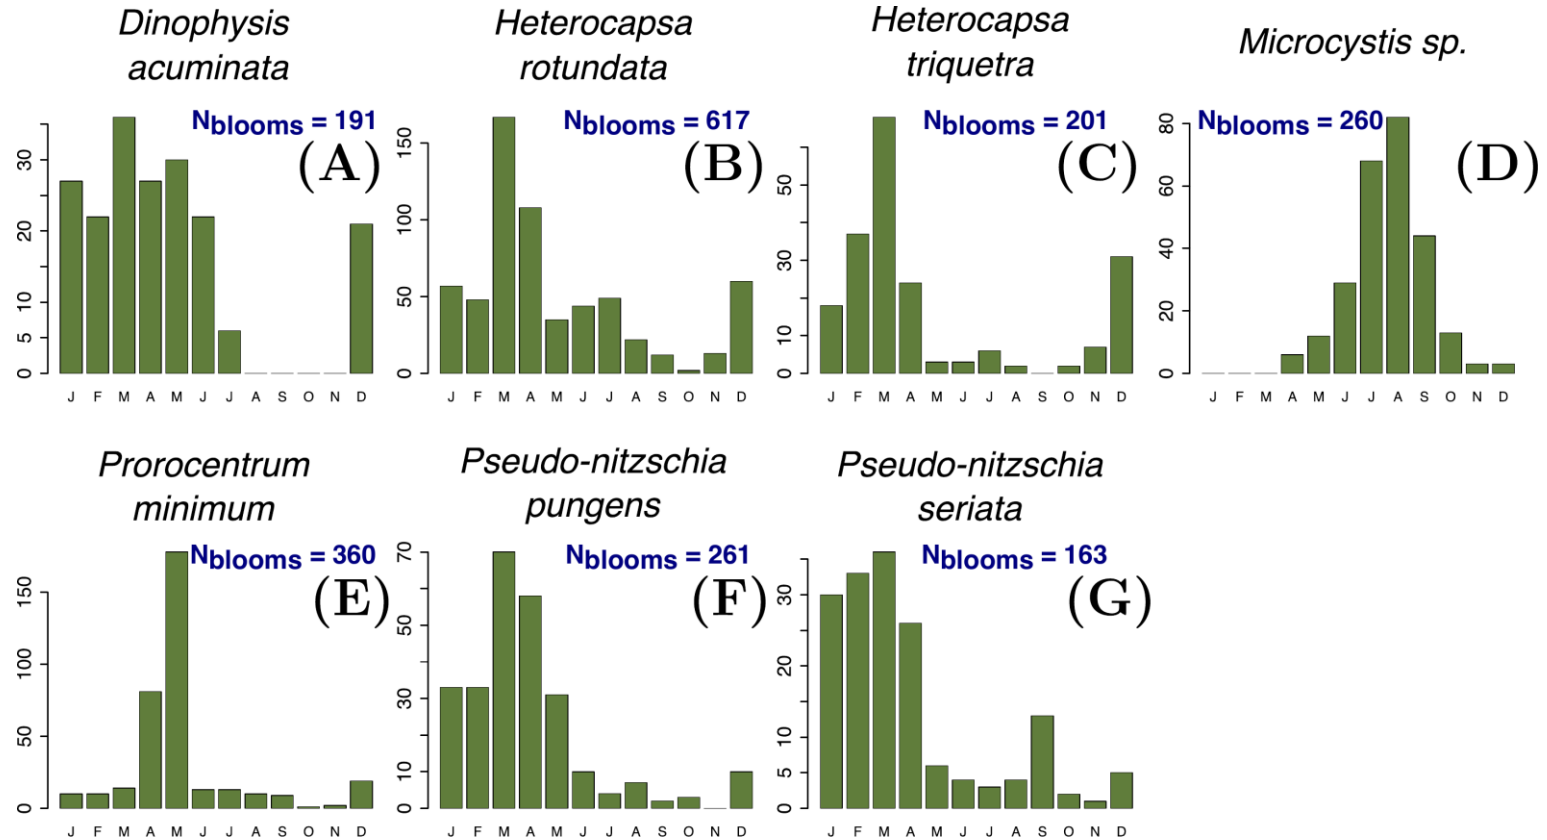 Dinophysis
acuminata
Heterocapsa
rotundata
Heterocapsa
triquetra
Microcystis sp.
Nblooms = 191
(A)
30
20
10
5
0
J F M A M J J A S O N D
Nblooms = 617
(B)
150
100
50
0
J F M A M J J A S O N D
Nblooms = 201
(C)
50
30
10
0
J F M A M J J A S O N D
Nblooms = 260
(D)
80
60
40
20
0
J F M A M J J A S O N D
Prorocentrum
minimum
Pseudo-nitzschia
pungens
Pseudo-nitzschia
seriata
Nblooms = 360
(E)
150
100
50
0
J F M A M J J A S O N D
Nblooms = 261
(F)
70
50
30
10
0
J F M A M J J A S O N D
Nblooms = 163
(G)
30
20
10
5
0
J F M A M J J A S O N D